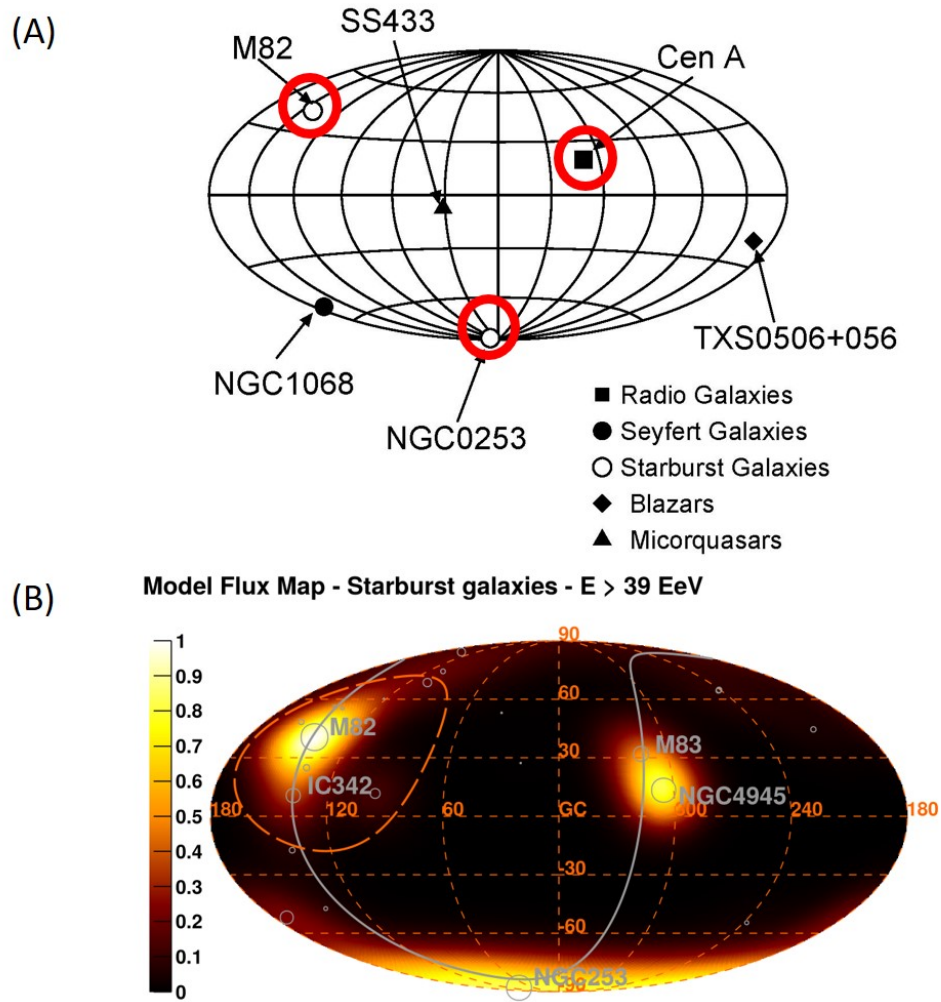 (A)
SS433
M82
Cen A
TXS0506+056
NGC1068
NGC0253
Radio Galaxies
Seyfert Galaxies
Starburst Galaxies
Blazars
Micorquasars
(B)
Model Flux Map - Starburst galaxies - E > 39 EeV
1
0.9
0.8
0.7
0.6
0.5
0.4
0.3
0.2
0.1
0
90
60
30
M82
M83
IC342
NGC4945
180
120
60
GC
300
240
180
-30
-60
NGC253
-90